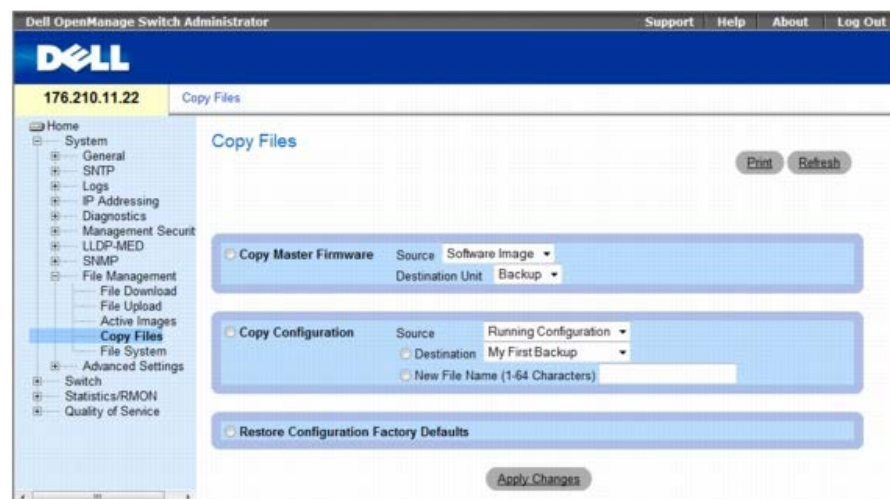 Dell OpenManage Switch Administrator Support Help About Log Out
DELL
176.210.11.22 Copy Files
Home
System
General
SNTP
Logs
IP Addressing
Diagnostics
Management Securit
LLDP-MED
SNMP
File Management
File Download
File Upload
Active Images
Copy Files
File System
Advanced Settings
Switch
Statistics/RMON
Quality of Service
Copy Files
Print Refresh
Copy Master Firmware Source Software Image
Destination Unit Backup
Copy Configuration Source Running Configuration
Destination My First Backup
New File Name (1-64 Characters)
Restore Configuration Factory Defaults
Apply Changes